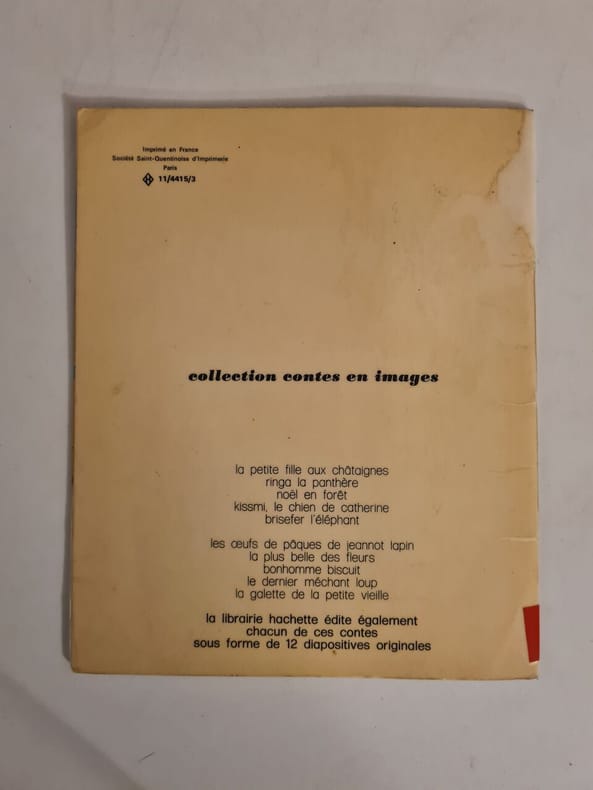 Imprimé en France
Société Saint-Quentinoise d'Imprimerie
Paris
H 11/4415/3
collection contes en images
la petite fille aux châtaignes
ringa la panthère
noël en forêt
kissmi, le chien de catherine
brisefer l'éléphant
les œufs de pâques de jeannot lapin
la plus belle des fleurs
bonhomme biscuit
le dernier méchant loup
la galette de la petite vieille
la librairie hachette édite également
chacun de ces contes
sous forme de 12 diapositives originales